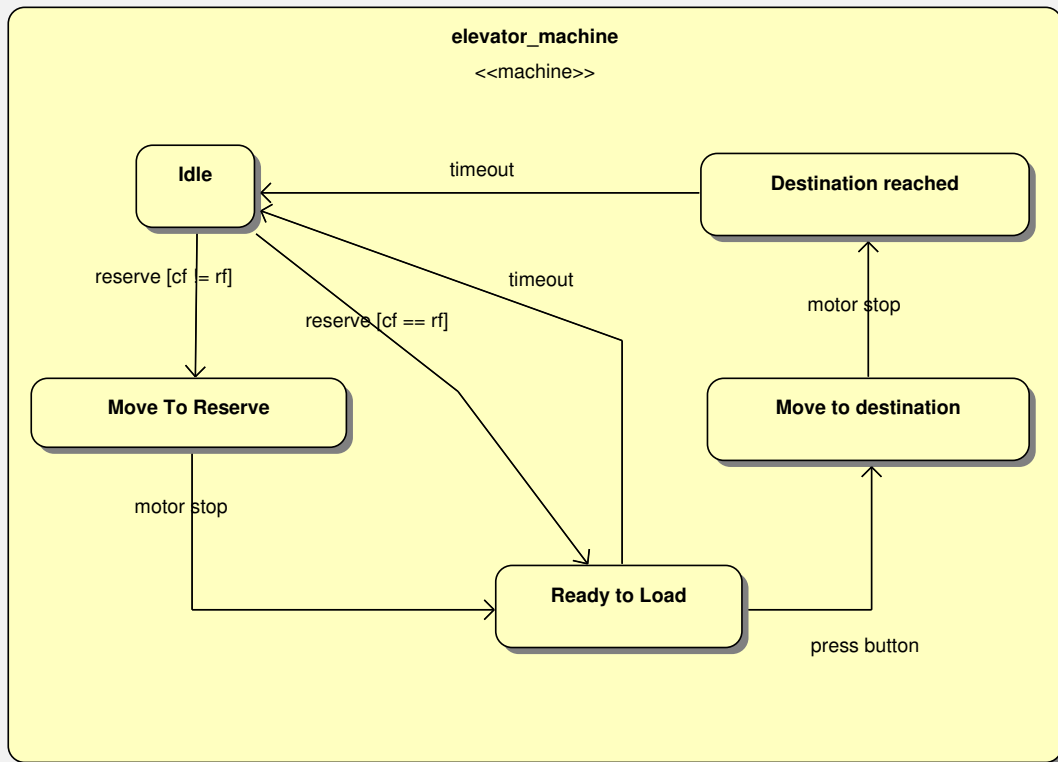 elevator_machine
<<machine>>
Idle
timeout
Destination reached
reserve [cf != rf]
timeout
reserve [cf == rf]
motor stop
Move To Reserve
Move to destination
motor stop
Ready to Load
press button